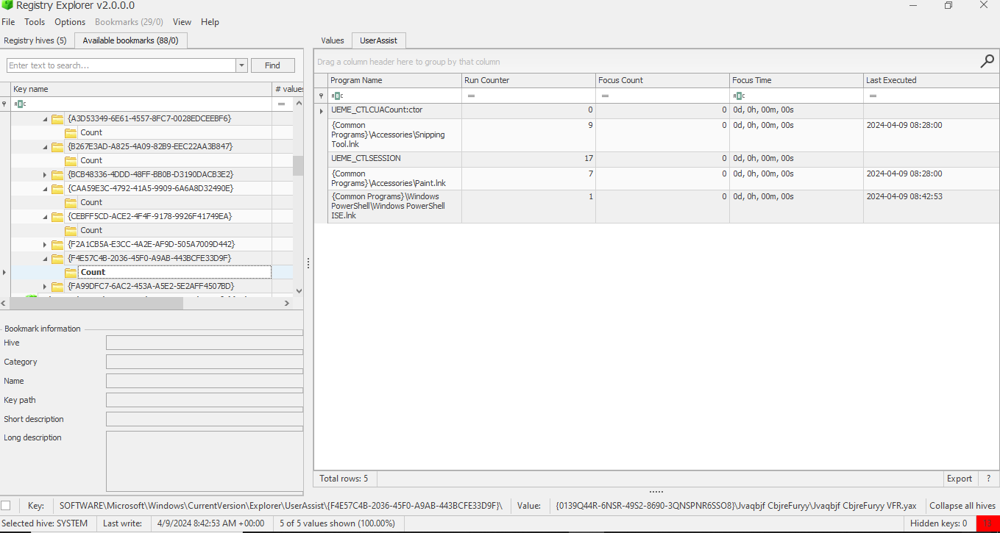 Registry Explorer v2.0.0.0
File Tools Options Bookmarks (29/0) View Help
Registry hives (5) Available bookmarks (88/0)
Enter text to search... Find
Key name # values
{A3D53349-6E61-4557-8FC7-0028EDCEEBF6}
Count
{B267E3AD-A825-4A09-82B9-EEC22AA3B847}
Count
{BCB48336-4DDD-48FF-BB0B-D3190DACB3E2}
{CAA59E3C-4792-41A5-9909-6A6A8D32490E}
Count
{CEBFF5CD-ACE2-4F4F-9178-9926F41749EA}
Count
{F2A1CB5A-E3CC-4A2E-AF9D-505A7009D442}
{F4E57C4B-2036-45F0-A9AB-443BCFE33D9F}
Count
{FA99DFC7-6AC2-453A-A5E2-5E2AFF4507BD}
Bookmark information
Hive
Category
Name
Key path
Short description
Long description
Values UserAssist
Drag a column header here to group by that column
Program Name Run Counter Focus Count Focus Time Last Executed
= = =
UEME_CTLCUACount:ctor 0 0 0d, 0h, 00m, 00s
{Common 9 0 0d, 0h, 00m, 00s 2024-04-09 08:28:00
Programs}\Accessories\Snipping
Tool.lnk
UEME_CTLSESSION 17 0 0d, 0h, 00m, 00s
{Common 7 0 0d, 0h, 00m, 00s 2024-04-09 08:28:00
Programs}\Accessories\Paint.lnk
{Common Programs}\Windows 1 0 0d, 0h, 00m, 00s 2024-04-09 08:42:53
PowerShell\Windows PowerShell
ISE.lnk
Total rows: 5 Export ?
Key: SOFTWARE\Microsoft\Windows\CurrentVersion\Explorer\UserAssist\{F4E57C4B-2036-45F0-A9AB-443BCFE33D9F}\ Value: {0139Q44R-6NSR-49S2-8690-3QNSPNR6SSO8}\Jvaqbjf CbjreFuryy\Jvaqbjf CbjreFuryy VFR.yax Collapse all hives
Selected hive: SYSTEM Last write: 4/9/2024 8:42:53 AM +00:00 5 of 5 values shown (100.00%) Hidden keys: 0